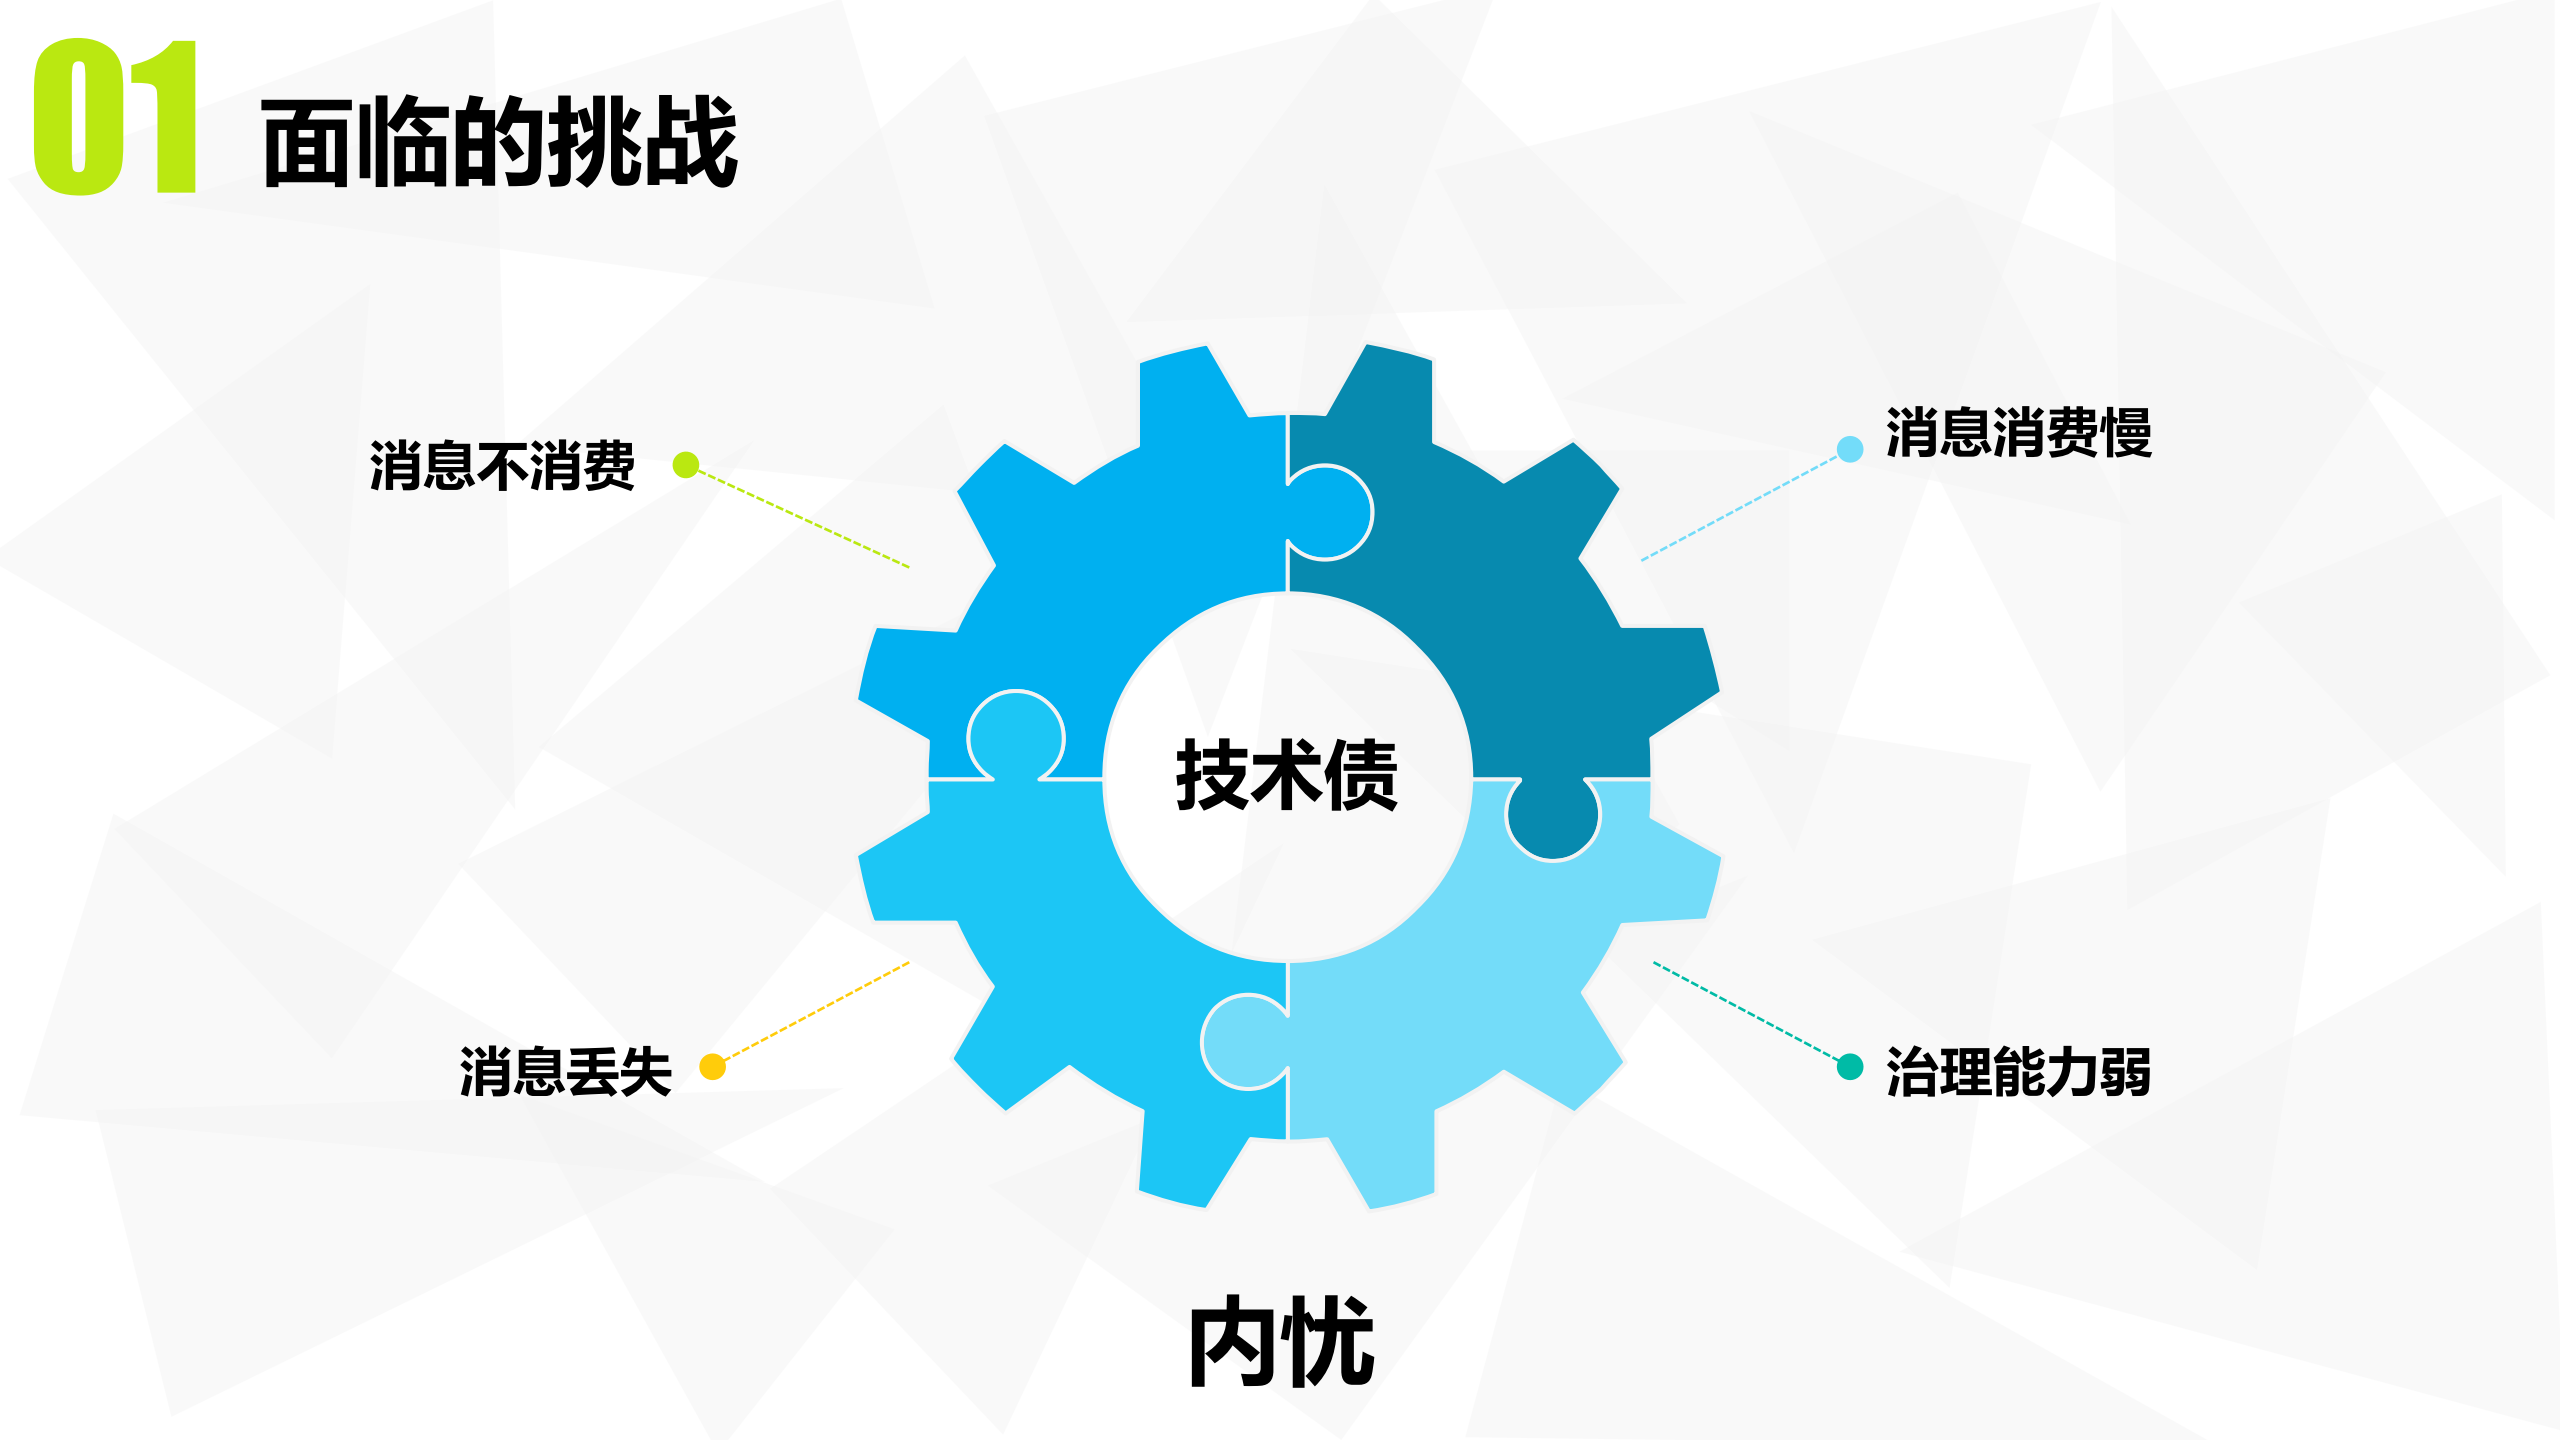 01 面临的挑战
消息不消费
消息消费慢
技术债
消息丢失
治理能力弱
内忧